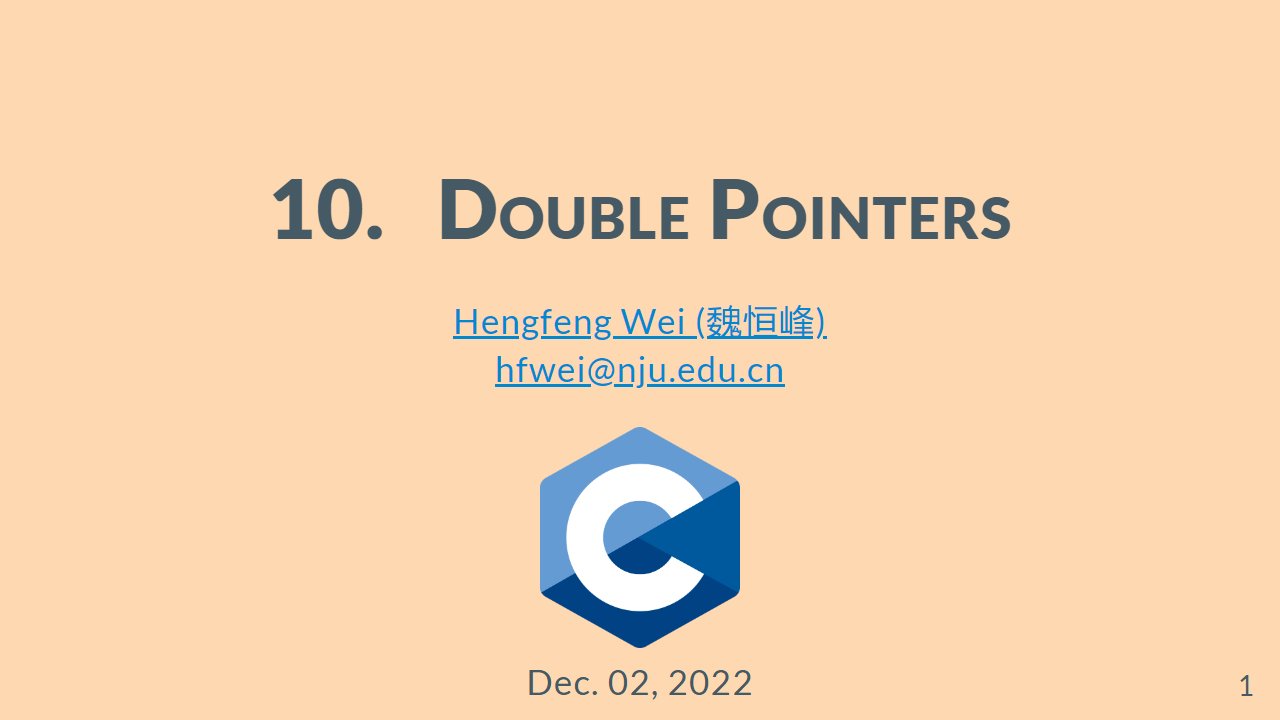 10. Double Pointers
Hengfeng Wei (魏恒峰)
hfwei@nju.edu.cn
C
Dec. 02, 2022
1